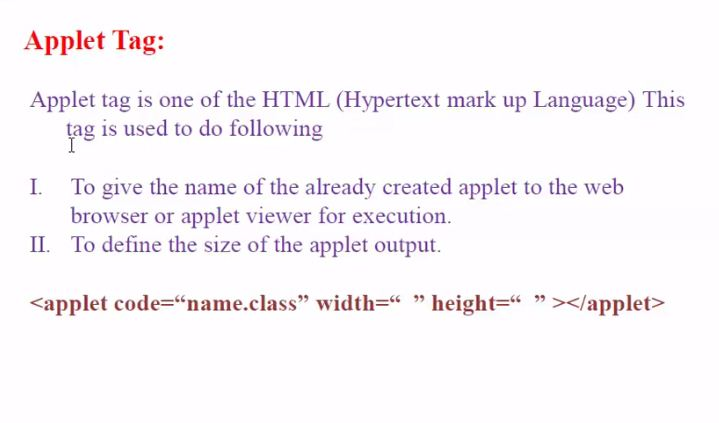 Applet Tag:
Applet tag is one of the HTML (Hypertext mark up Language) This
tag is used to do following
I. To give the name of the already created applet to the web
browser or applet viewer for execution.
II. To define the size of the applet output.
<applet code=“name.class” width=“ ” height=“ ” ></applet>